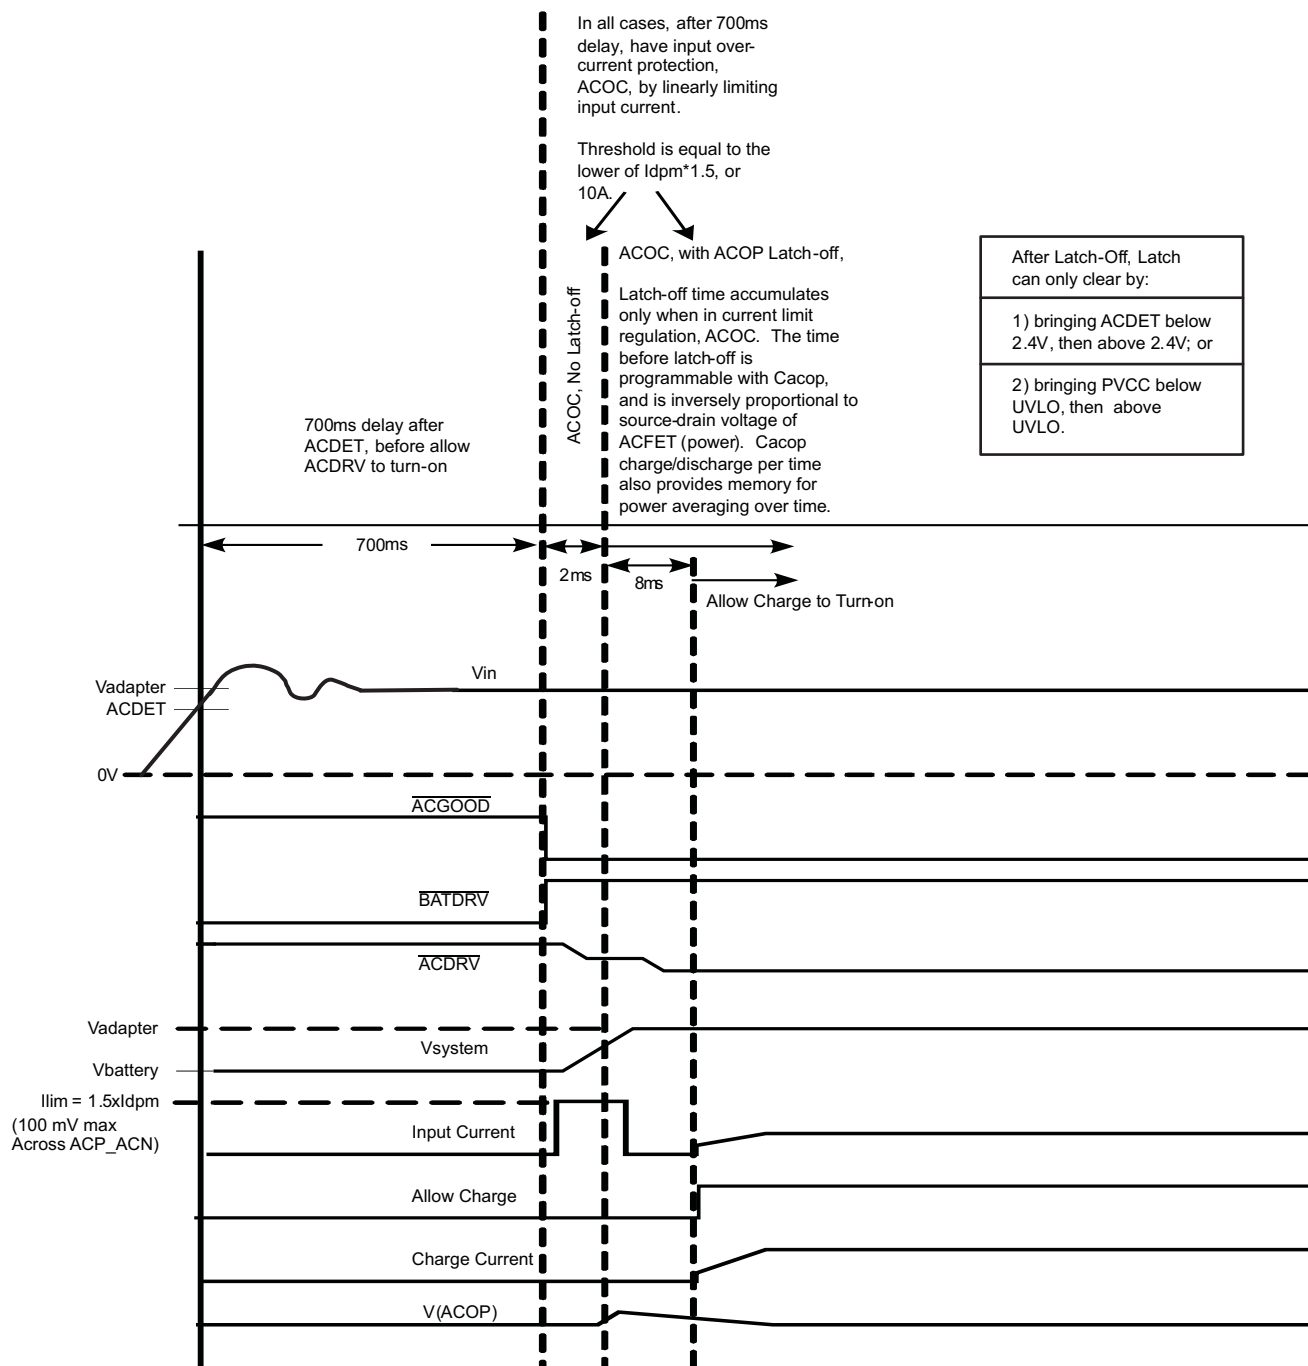 In all cases, after 700ms
delay, have input over-
current protection,
ACOC, by linearly limiting
input current.
Threshold is equal to the
lower of Idpm*1.5, or
10A.
ACOC, No Latch-off
ACOC, with ACOP Latch-off,
Latch-off time accumulates
only when in current limit
regulation, ACOC. The time
before latch-off is
programmable with Cacop,
and is inversely proportional to
source-drain voltage of
ACFET (power). Cacop
charge/discharge per time
also provides memory for
power averaging over time.
After Latch-Off, Latch
can only clear by:
1) bringing ACDET below
2.4V, then above 2.4V; or
2) bringing PVCC below
UVLO, then above
UVLO.
700ms delay after
ACDET, before allow
ACDRV to turn-on
700ms
2ms
8ms
Allow Charge to Turn-on
Vin
Vadapter
ACDET
0V
ACGOOD
BATDRV
ACDRV
Vadapter
Vsystem
Vbattery
Ilim = 1.5xIdpm
(100 mV max
Across ACP_ACN)
Input Current
Allow Charge
Charge Current
V(ACOP)